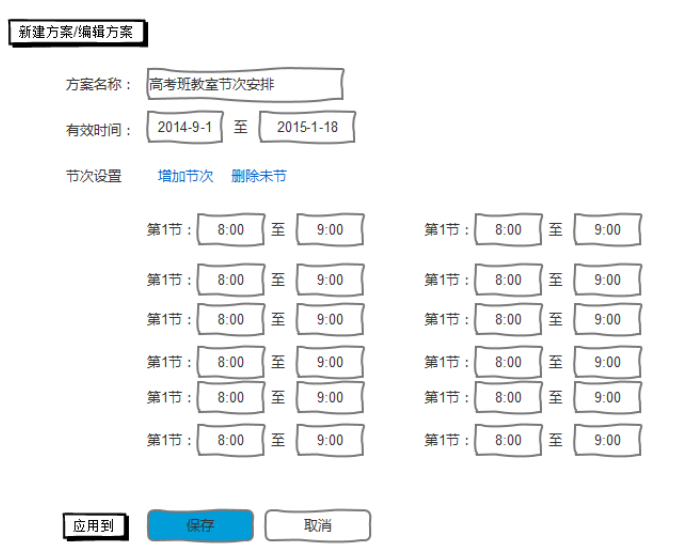 新建方案/编辑方案
方案名称： 高考班教室节次安排
有效时间： 2014-9-1 至 2015-1-18
节次设置 增加节次 删除末节
第1节： 8:00 至 9:00 第1节： 8:00 至 9:00
第1节： 8:00 至 9:00 第1节： 8:00 至 9:00
第1节： 8:00 至 9:00 第1节： 8:00 至 9:00
第1节： 8:00 至 9:00 第1节： 8:00 至 9:00
第1节： 8:00 至 9:00 第1节： 8:00 至 9:00
第1节： 8:00 至 9:00 第1节： 8:00 至 9:00
应用到 保存 取消